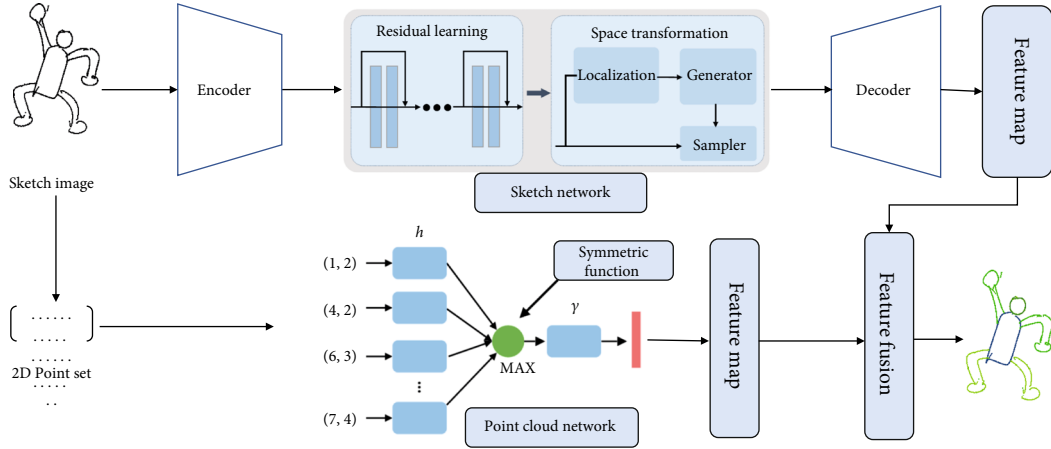 Residual learning
Space transformation
Localization
Generator
Sampler
Encoder
Decoder
Feature map
Sketch network
Sketch image
h
(1, 2)
(4, 2)
(6, 3)
(7, 4)
Symmetric
function
γ
MAX
Point cloud network
Feature map
Feature fusion
2D Point set